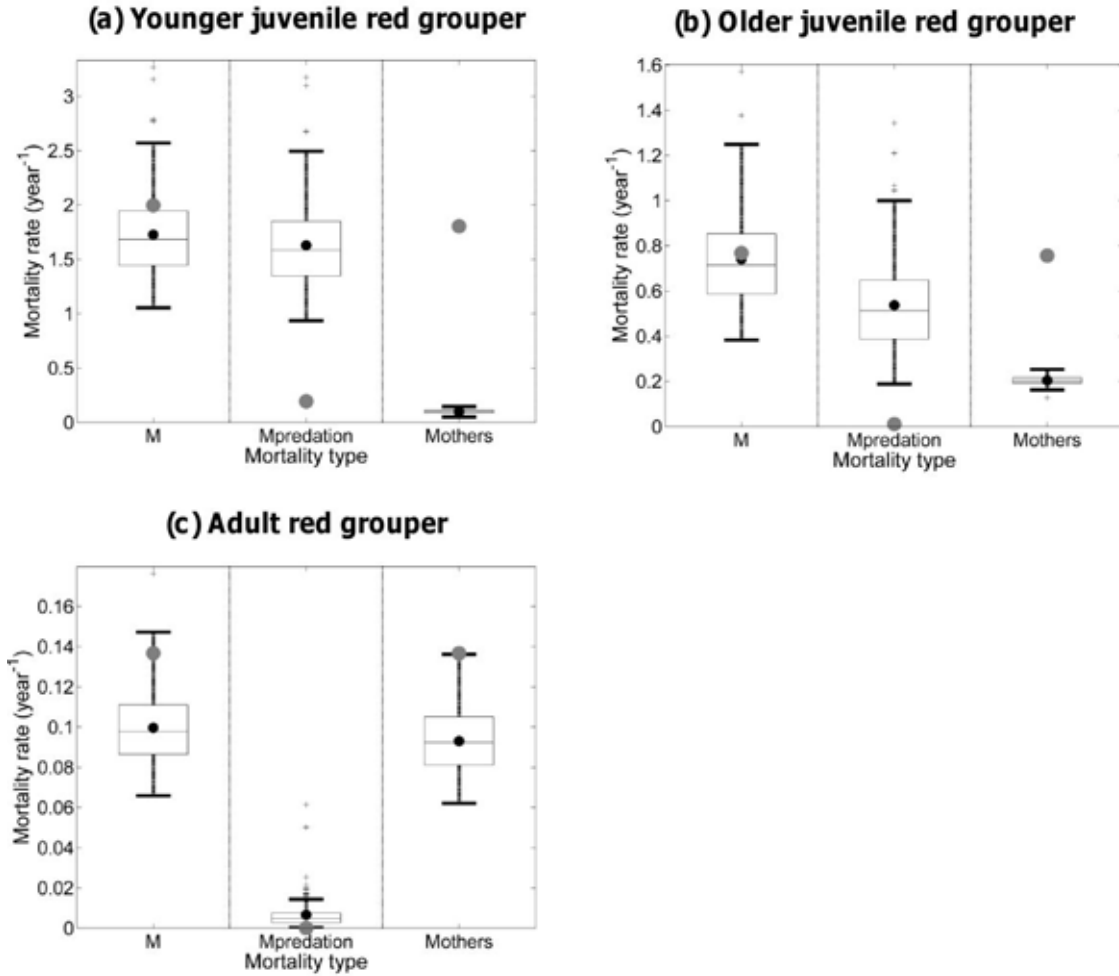 (a) Younger juvenile red grouper
Mortality rate (year-1)
3
2.5
2
1.5
1
0.5
0
M
Mpredation
Mothers
Mortality type
(b) Older juvenile red grouper
Mortality rate (year-1)
1.6
1.4
1.2
1
0.8
0.6
0.4
0.2
0
M
Mpredation
Mothers
Mortality type
(c) Adult red grouper
Mortality rate (year-1)
0.16
0.14
0.12
0.1
0.08
0.06
0.04
0.02
0
M
Mpredation
Mothers
Mortality type